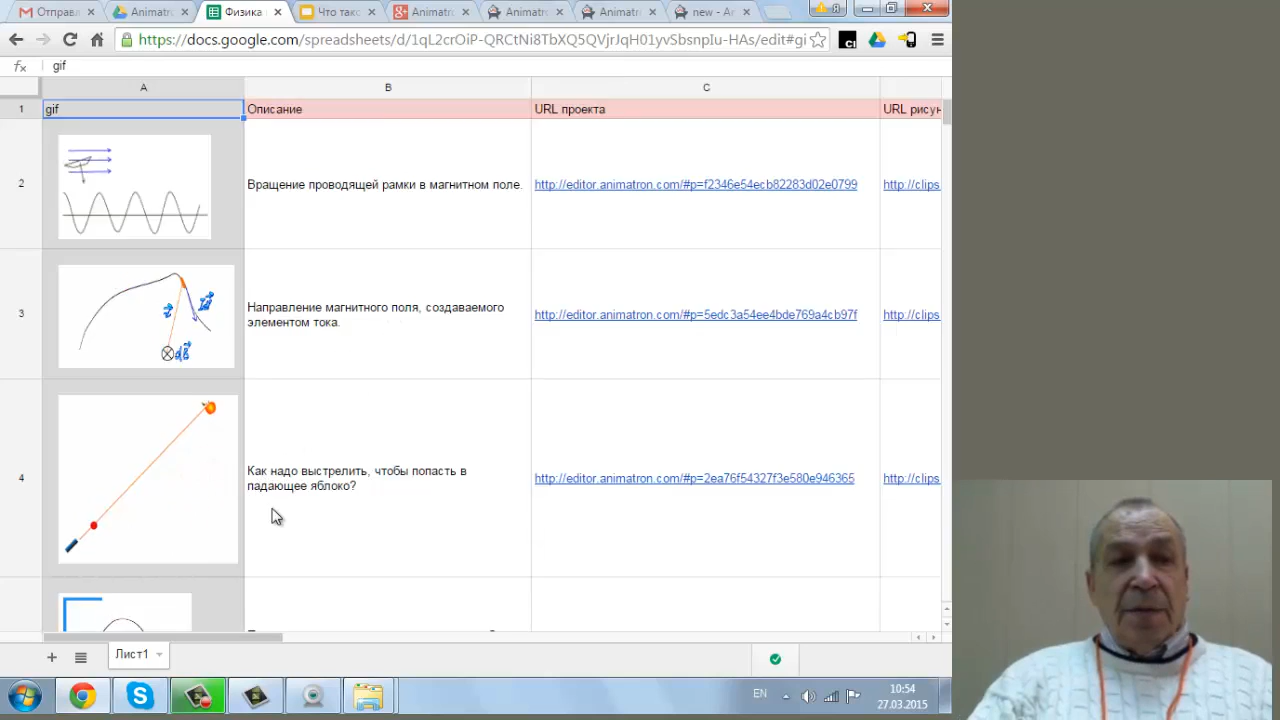 Отправл
Animatro
Физика
Что такс
Animatr
Animatr
Animatr
new - Ar
Я
https://docs.google.com/spreadsheets/d/1qL2crOiP-QRCtNi8TbXQ5QVjrJqH01yvSbsnpIu-HAs/edit#gi
fx gif
A B C
1 gif Описание URL проекта URL рисун
2 Вращение проводящей рамки в магнитном поле. http://editor.animatron.com/#p=f2346e54ecb82283d02e0799 http://clips
Направление магнитного поля, создаваемого
3 элементом тока. http://editor.animatron.com/#p=5edc3a54ee4bde769a4cb97f http://clips
Как надо выстрелить, чтобы попасть в
4 падающее яблоко? http://editor.animatron.com/#p=2ea76f54327f3e580e946365 http://clips
Лист1
EN
10:54
27.03.2015